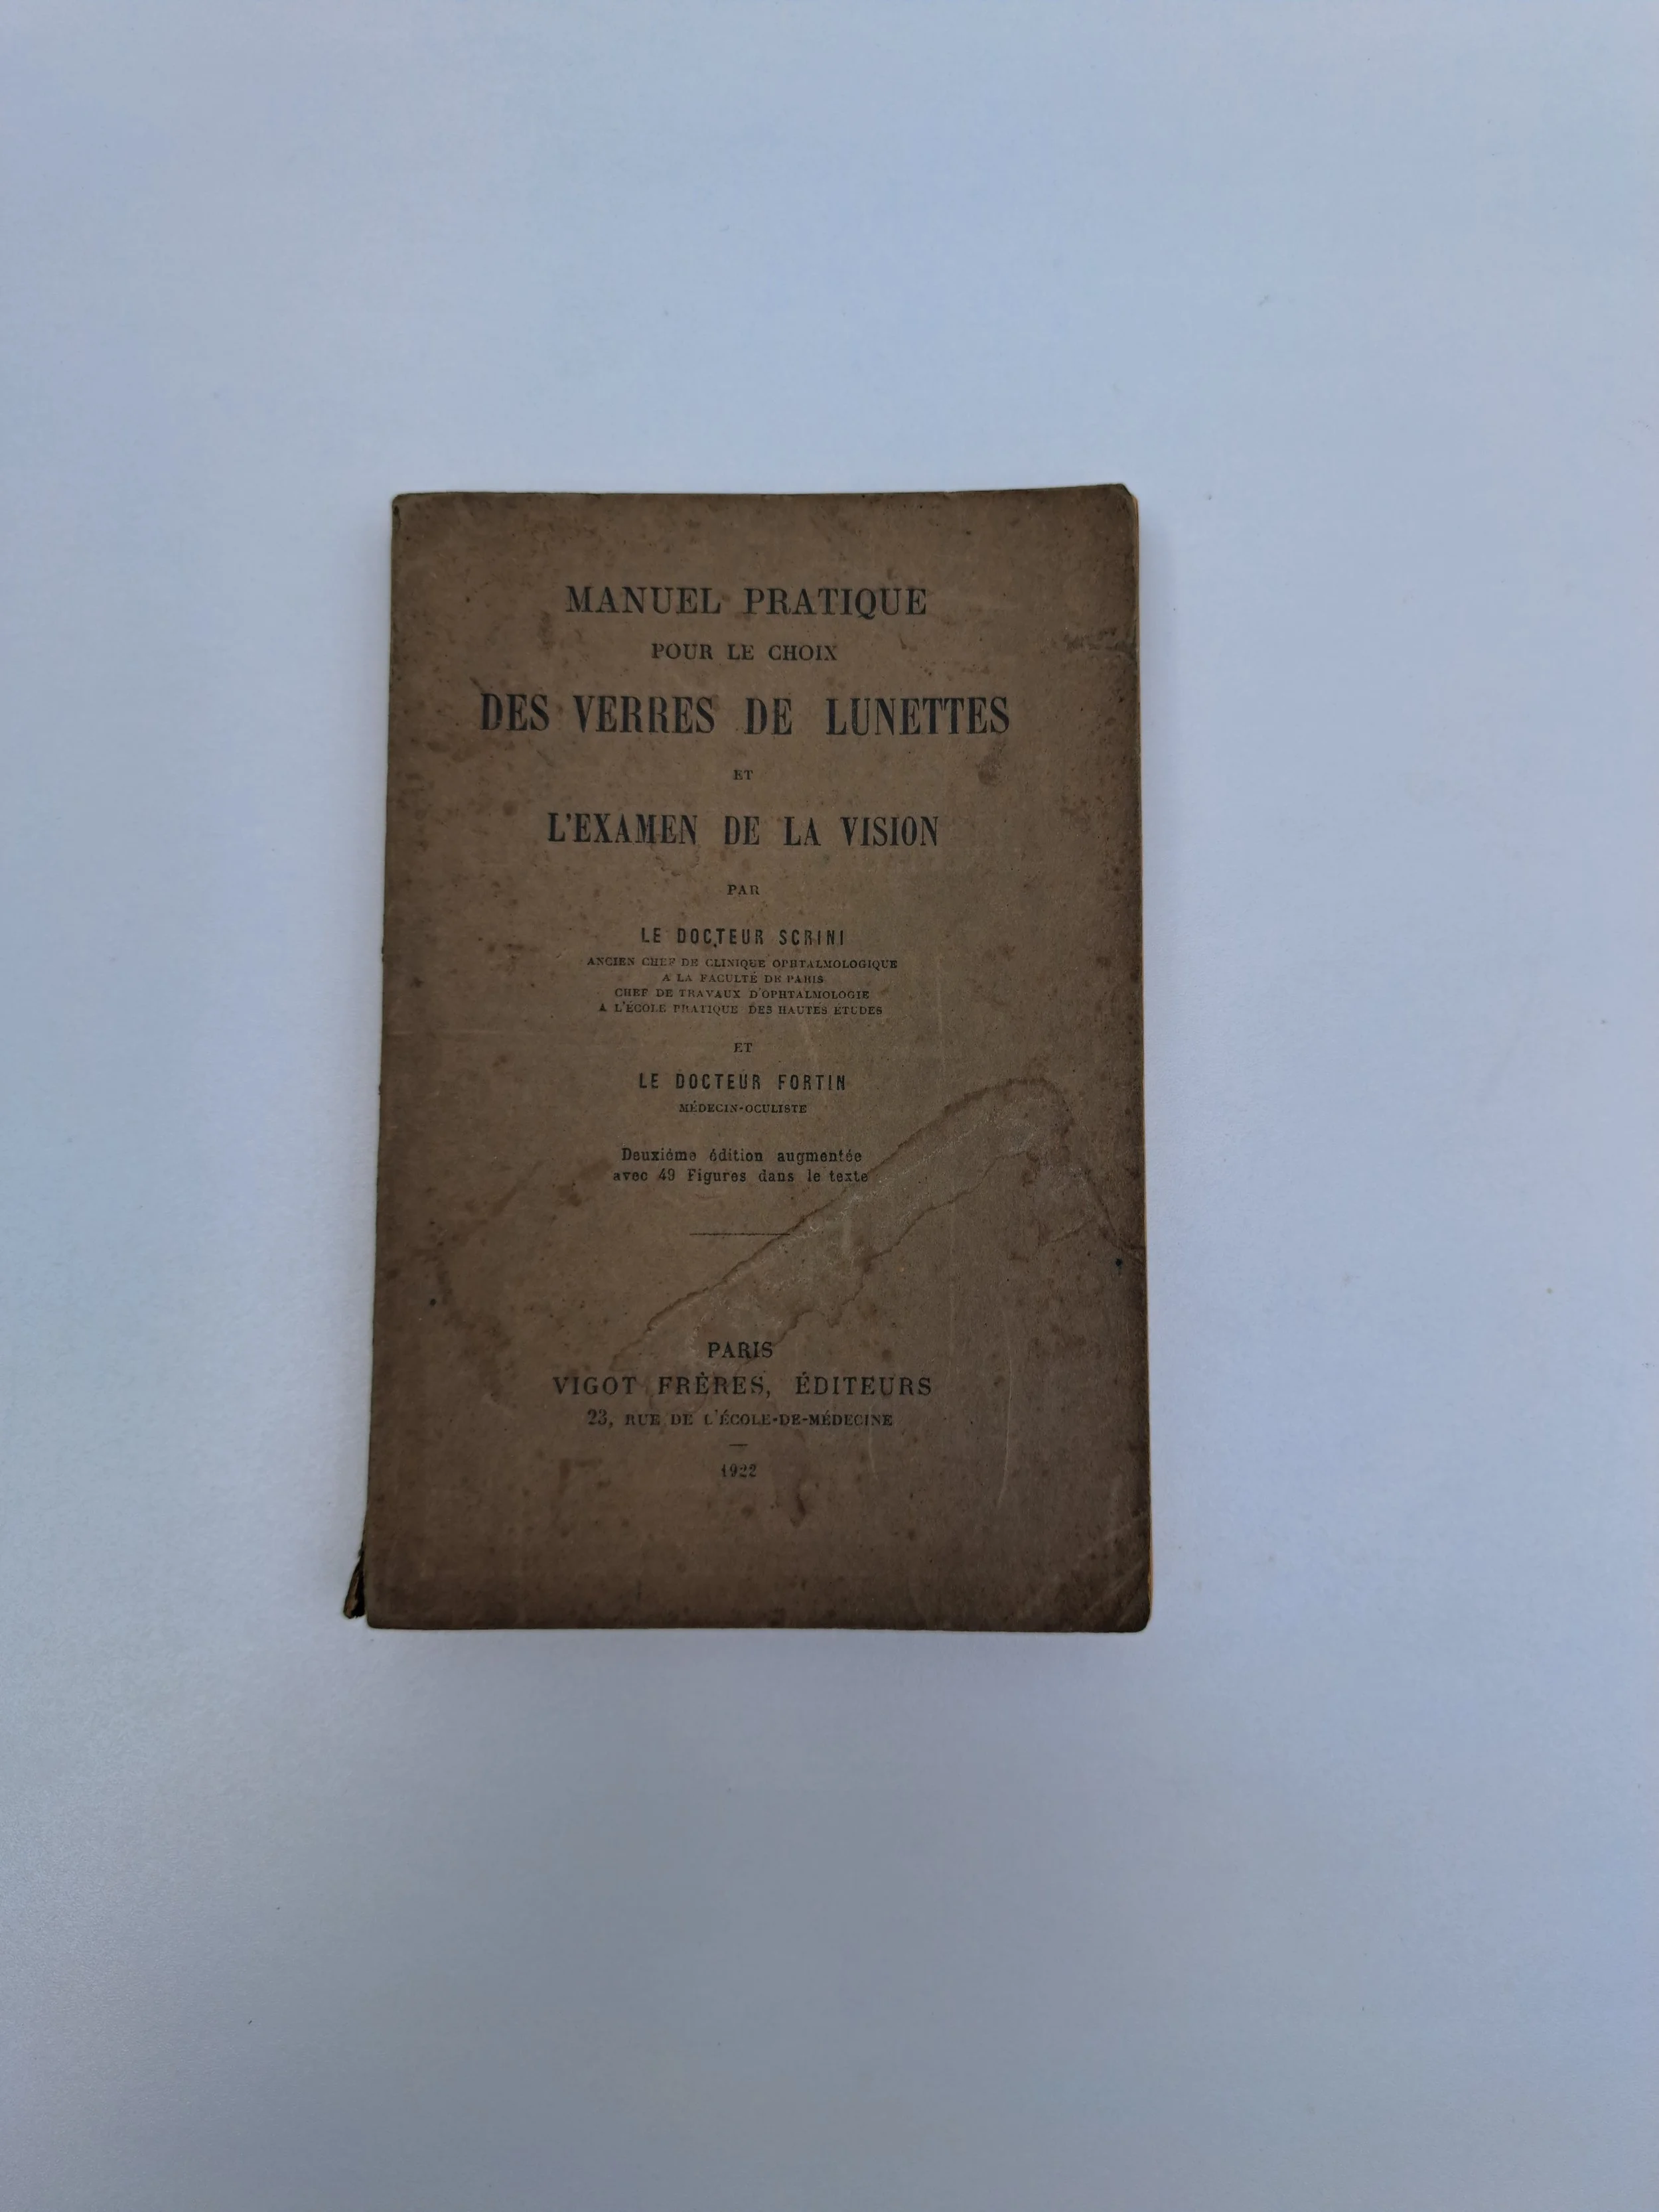 MANUEL PRATIQUE
POUR LE CHOIX
DES VERRES DE LUNETTES
ET
L'EXAMEN DE LA VISION
PAR
LE DOCTEUR SCRINI
ANCIEN CHEF DE CLINIQUE OPHTALMOLOGIQUE
A LA FACULTÉ DE PARIS
CHEF DE TRAVAUX D'OPHTALMOLOGIE
A L'ÉCOLE PRATIQUE DES HAUTES ETUDES
ET
LE DOCTEUR FORTIN
MÉDECIN-OCULISTE
Deuxiéme édition augmentée
avec 49 Figures dans le texte
PARIS
VIGOT FRÈRES, ÉDITEURS
23, RUE DE L'ÉCOLE-DE-MÉDECINE
1922